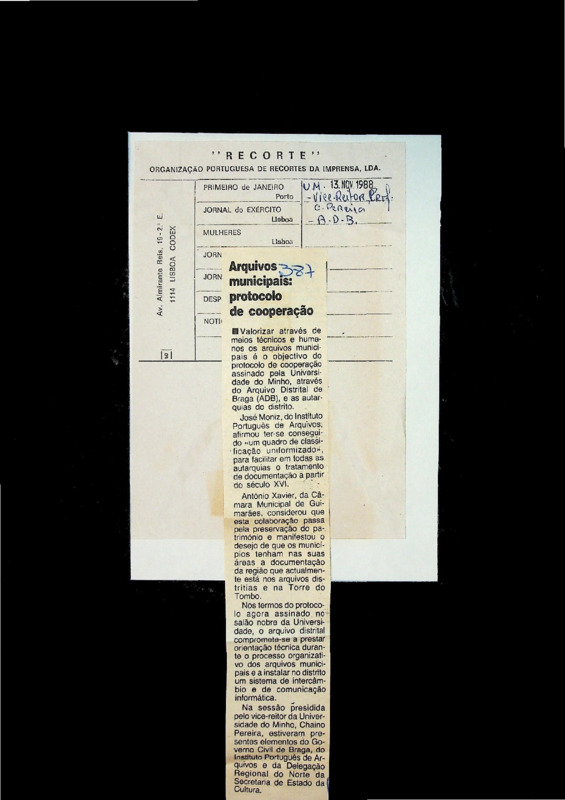 "RECORTE"
ORGANIZAÇÃO PORTUGUESA DE RECORTES DA IMPRENSA, LDA.
Av. Almirante Reis, 19-2.º E.
1114 LISBOA CODEX
3
PRIMEIRO de JANEIRO
Porto
JORNAL do EXÉRCITO
Lisboa
MULHERES
Lisboa
JORN
JORN
DESP
NOTI
U.M. 13. NOV 1988
- Vice-Reitor Prof.
C. Pereira
- A.D.B.
387
Arquivos
municipais:
protocolo
de cooperação
Valorizar através de
meios técnicos e huma-
nos os arquivos munici-
pais é o objectivo do
protocolo de cooperação
assinado pela Universi-
dade do Minho, através
do Arquivo Distrital de
Braga (ADB), e as autar-
quias do distrito.
José Moniz, do Instituto
Português de Arquivos,
afirmou ter-se consegui-
do «um quadro de classi-
ficação uniformizado»,
para facilitar em todas as
autarquias o tratamento
de documentação a partir
do século XVI.
António Xavier, da Câ-
mara Municipal de Gui-
marães, considerou que
esta colaboração passa
pela preservação do pa-
trimónio e manifestou o
desejo de que os municí-
pios tenham nas suas
áreas a documentação
da região que actualmen-
te está nos arquivos dis-
tritias e na Torre do
Tombo.
Nos termos do protoco-
lo agora assinado no
salão nobre da Universi-
dade, o arquivo distrital
compromete-se a prestar
orientação técnica duran-
te o processo organizati-
vo dos arquivos munici-
pais e a instalar no distrito
um sistema de intercâm-
bio e de comunicação
informática.
Na sessão presidida
pelo vice-reitor da Univer-
sidade do Minho, Chaino
Pereira, estiveram pre-
sentes elementos do Go-
verno Civil de Braga, do
Instituto Português de Ar-
quivos e da Delegação
Regional do Norte da
Secretaria de Estado da
Cultura.